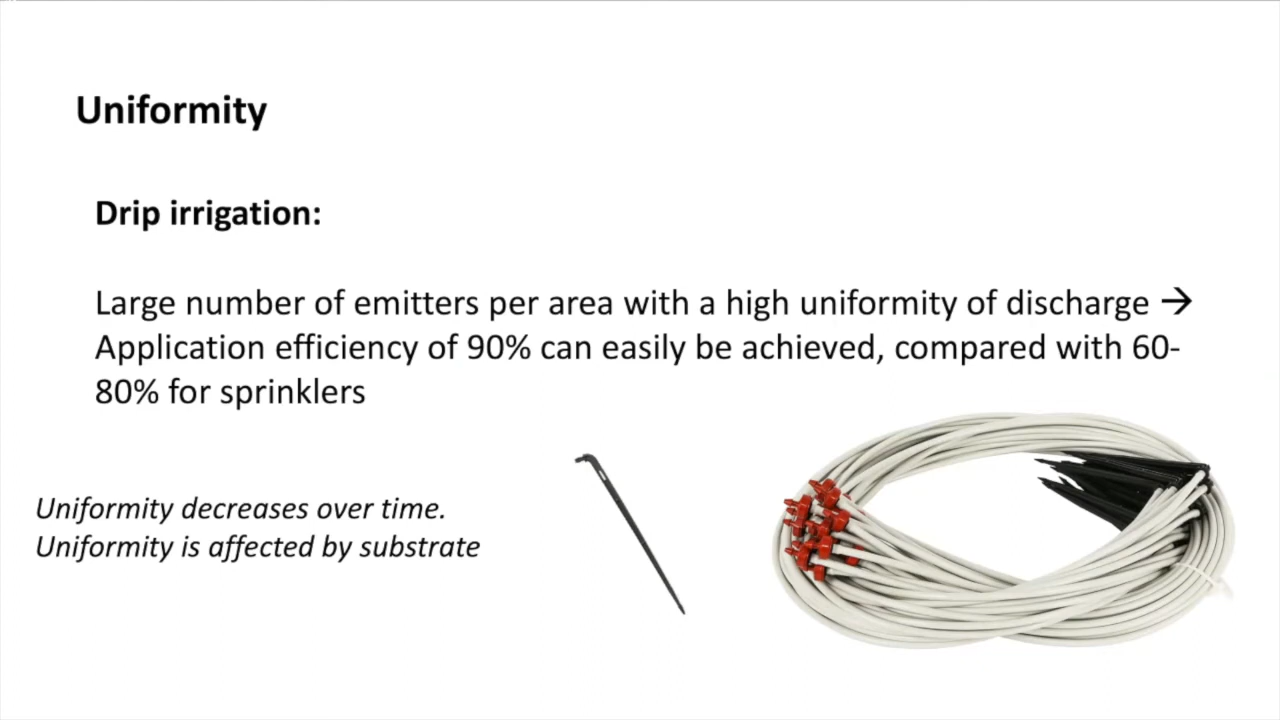 Uniformity
Drip irrigation:
Large number of emitters per area with a high uniformity of discharge →
Application efficiency of 90% can easily be achieved, compared with 60-
80% for sprinklers
Uniformity decreases over time.
Uniformity is affected by substrate